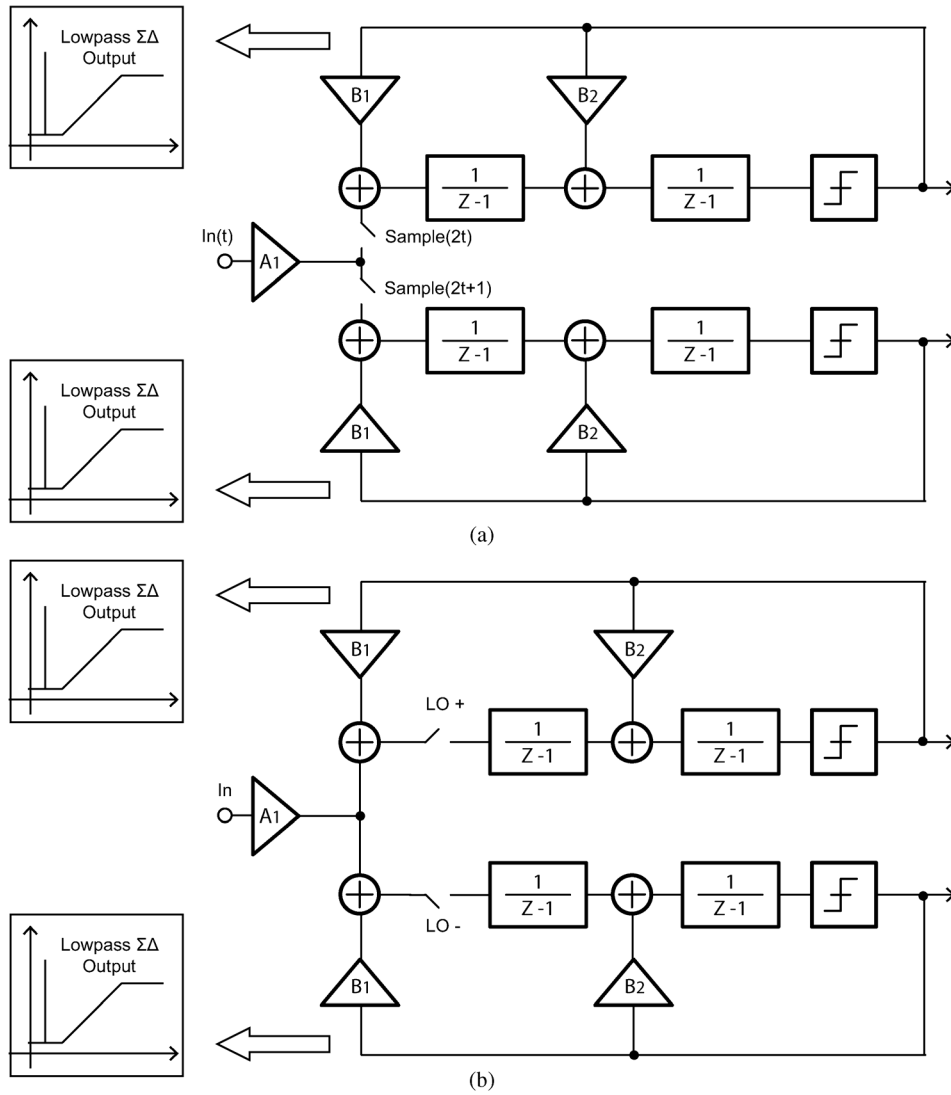 Lowpass ΣΔ
Output
B1
B2
1
Z -1
1
Z -1
In(t)
A1
Sample(2t)
Sample(2t+1)
1
Z -1
1
Z -1
Lowpass ΣΔ
Output
B1
B2
(a)
Lowpass ΣΔ
Output
B1
B2
LO +
1
Z -1
1
Z -1
In
A1
1
Z -1
1
Z -1
LO -
Lowpass ΣΔ
Output
B1
B2
(b)